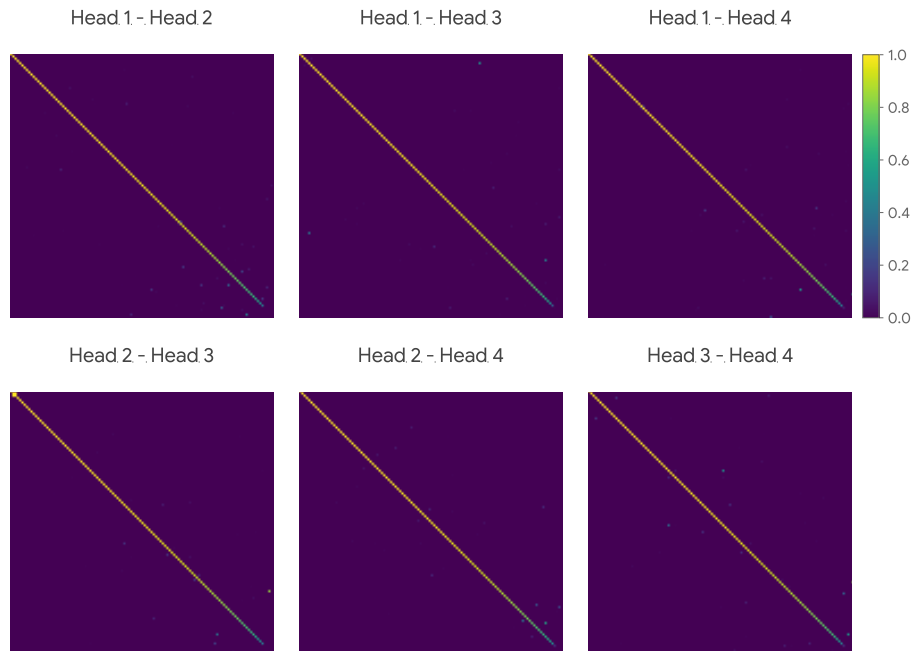 Head 1 - Head 2
Head 1 - Head 3
Head 1 - Head 4
1.0
0.8
0.6
0.4
0.2
0.0
Head 2 - Head 3
Head 2 - Head 4
Head 3 - Head 4